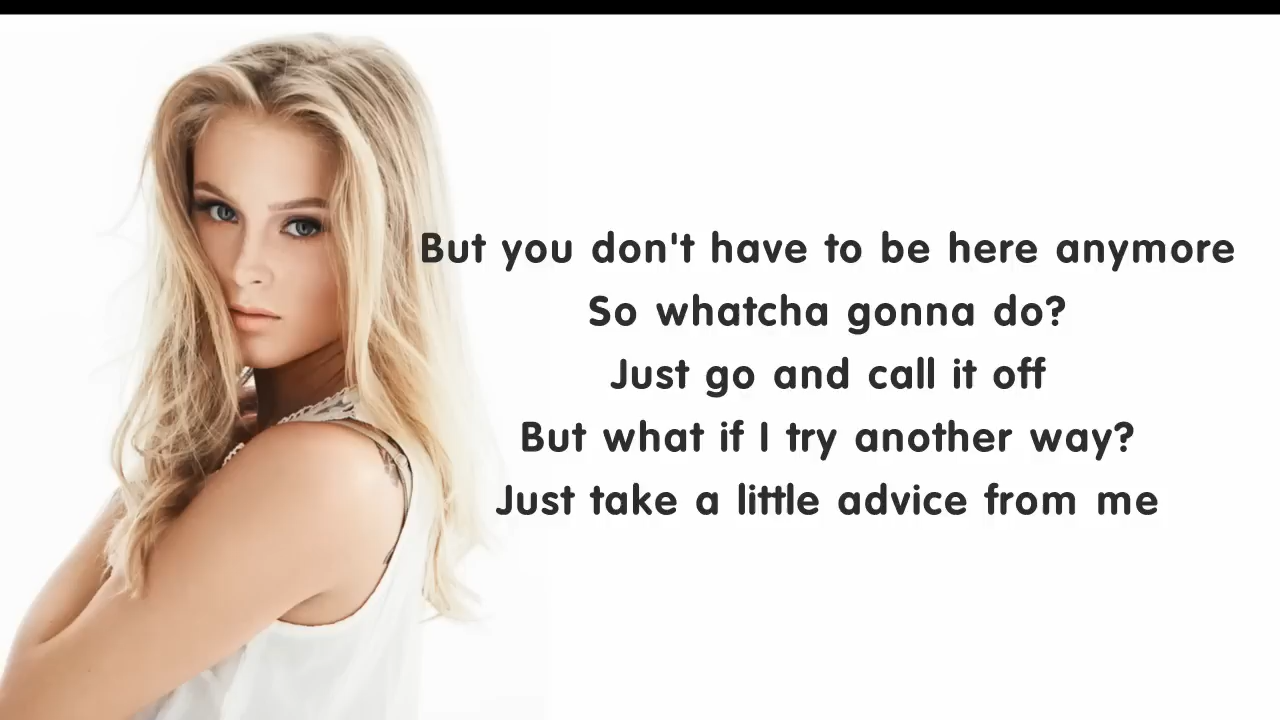 But you don't have to be here anymore
So whatcha gonna do?
Just go and call it off
But what if I try another way?
Just take a little advice from me